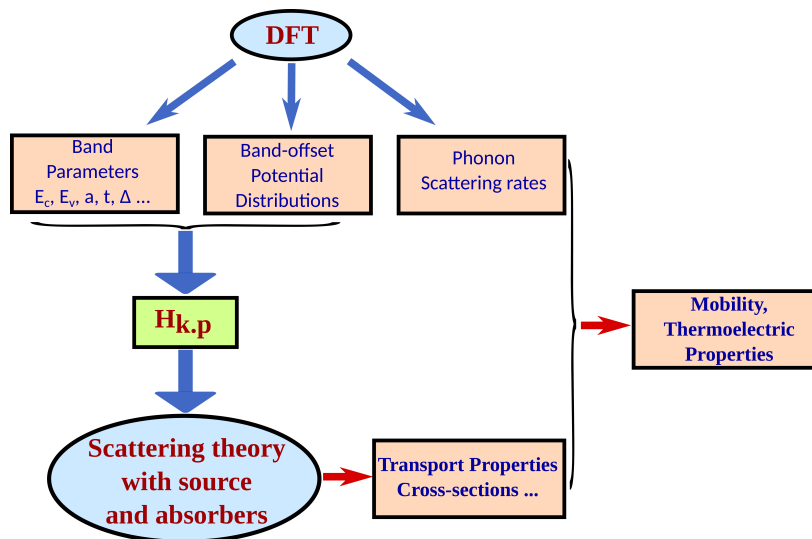 DFT
Band
Parameters
Ec, Ev, a, t, Δ ...
Band-offset
Potential
Distributions
Phonon
Scattering rates
Hk.p
Mobility,
Thermoelectric
Properties
Scattering theory
with source
and absorbers
Transport Properties
Cross-sections ...